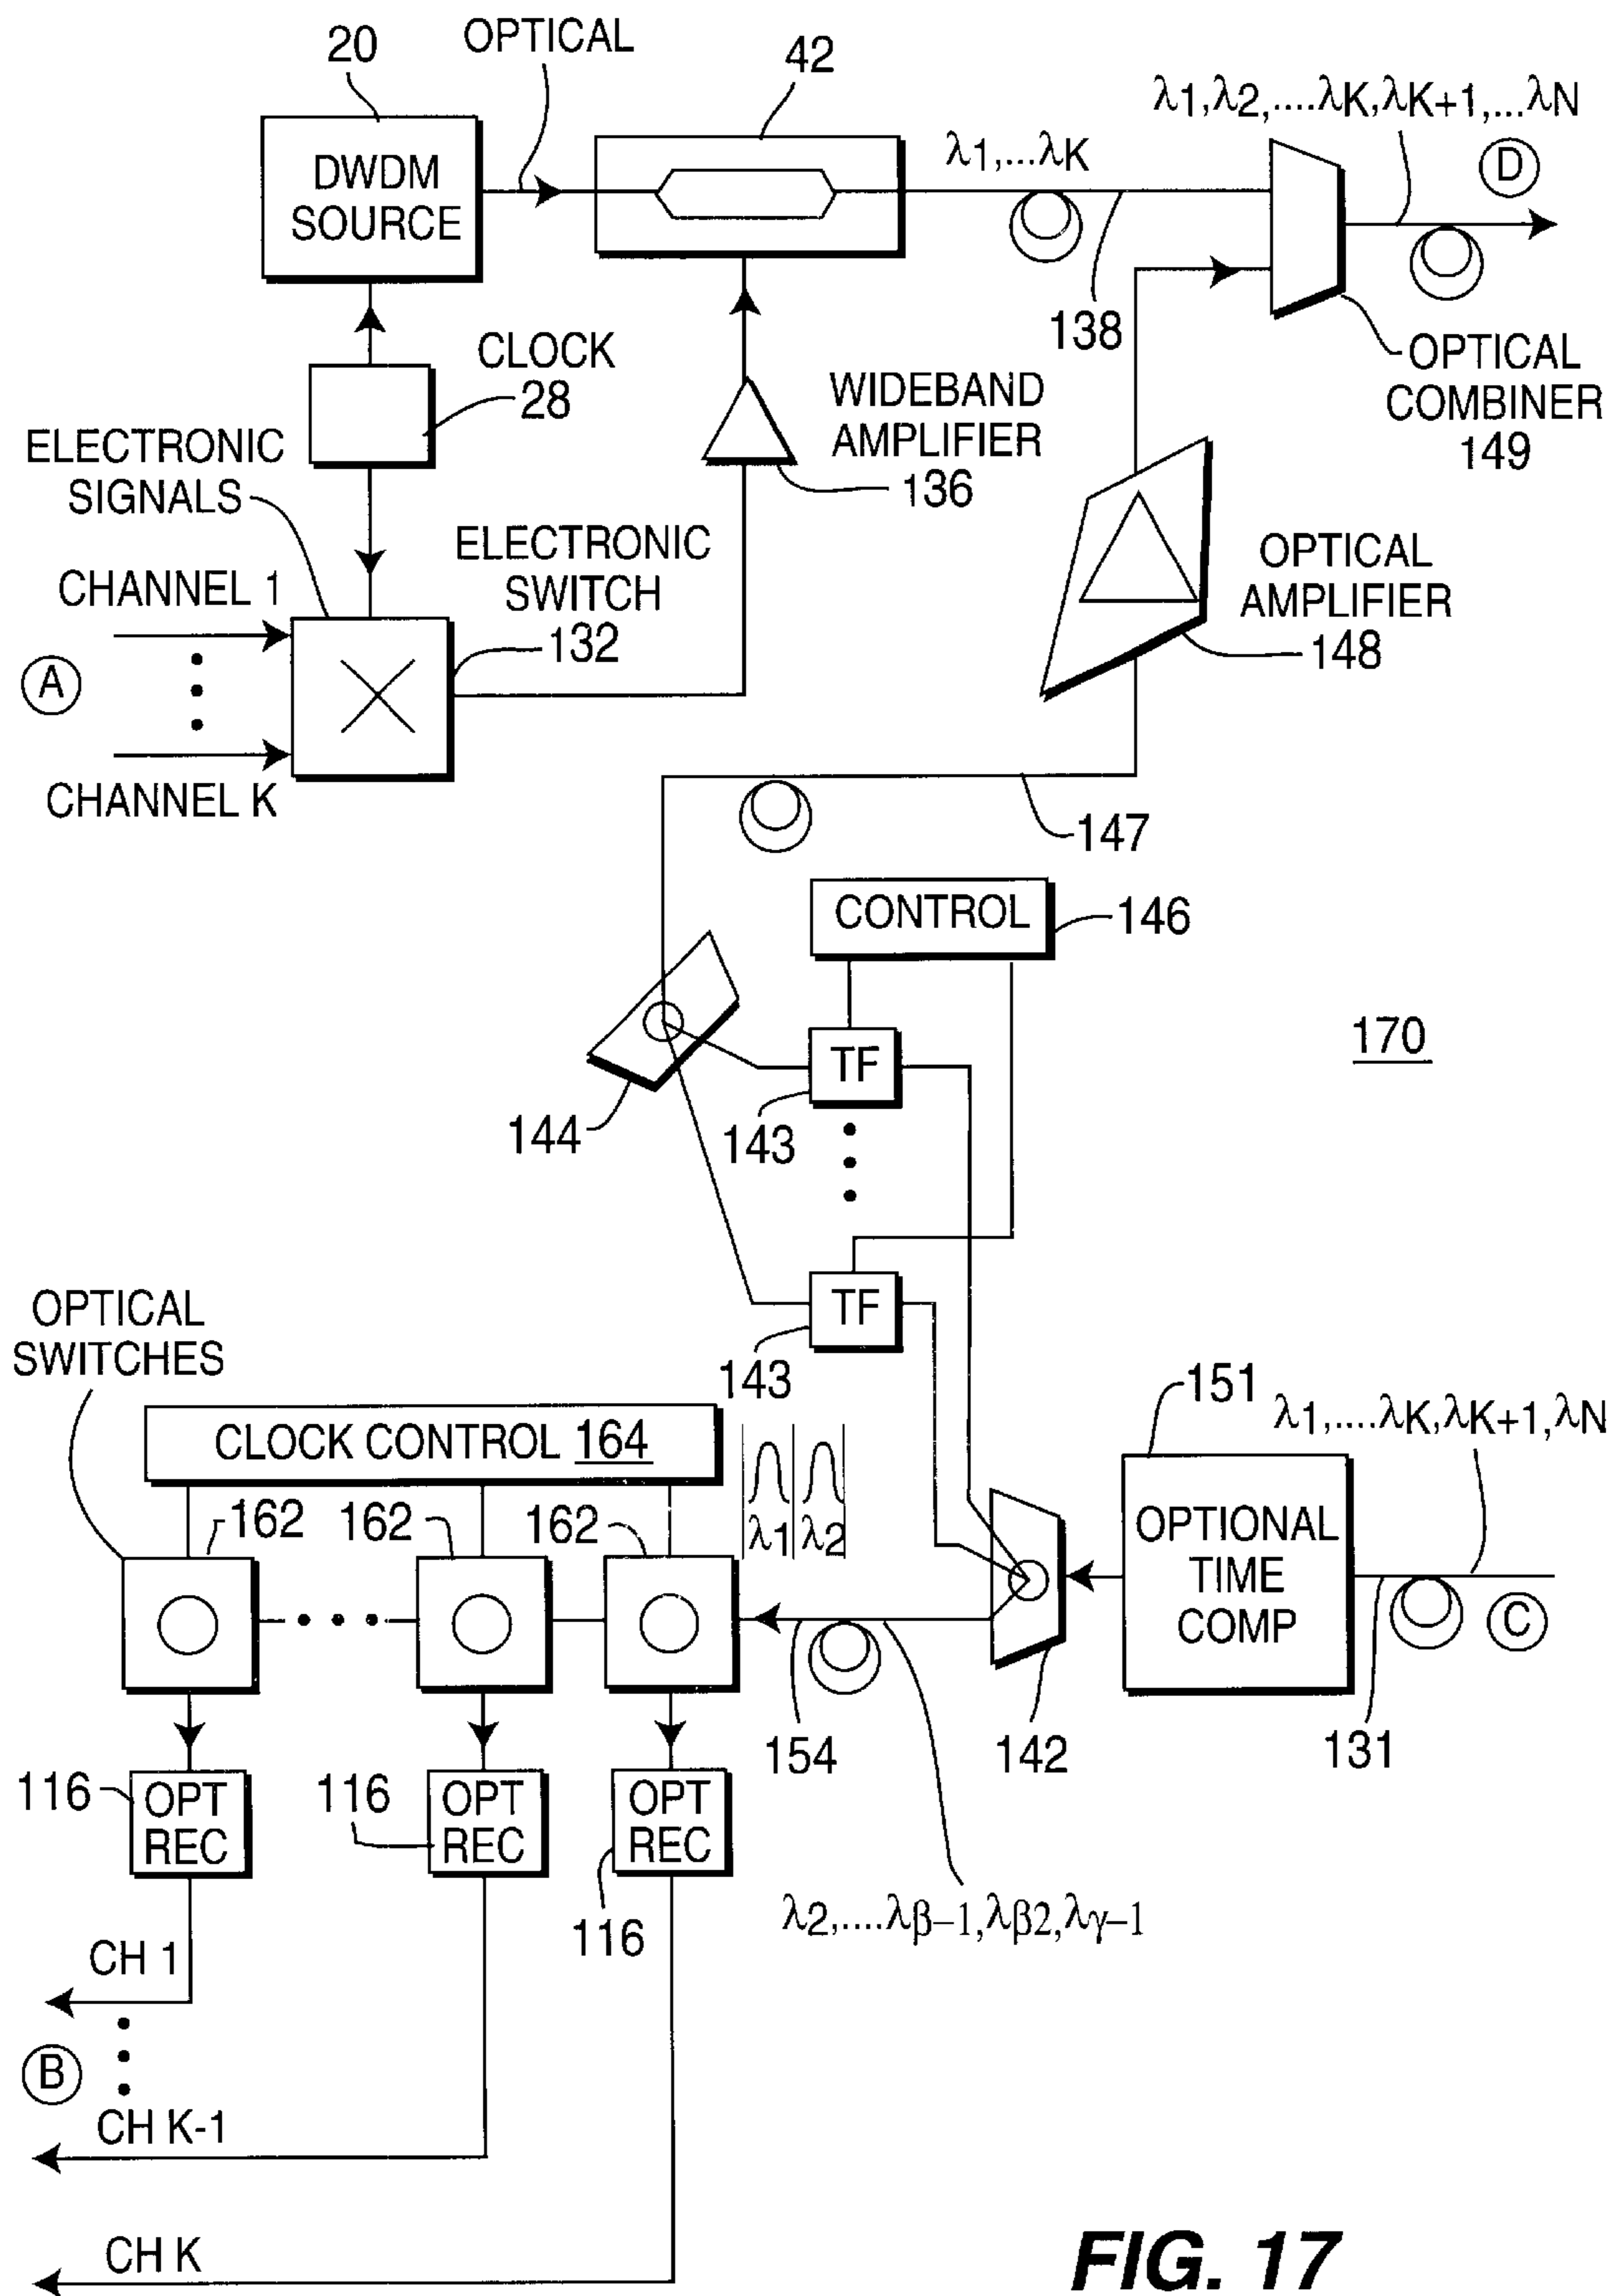 20
OPTICAL
42
λ1,λ2,....λK,λK+1,...λN
DWDM
SOURCE
λ1,...λK
D
138
CLOCK
28
WIDEBAND
AMPLIFIER
136
OPTICAL
COMBINER
149
ELECTRONIC
SIGNALS
ELECTRONIC
SWITCH
132
OPTICAL
AMPLIFIER
148
CHANNEL 1
A
CHANNEL K
147
CONTROL
146
170
144
TF
143
TF
143
OPTICAL
SWITCHES
151
λ1,....λK,λK+1,λN
CLOCK CONTROL 164
λ1
λ2
162
162
162
OPTIONAL
TIME
COMP
C
154
142
131
116
OPT
REC
116
OPT
REC
OPT
REC
116
λ2,....λβ–1,λβ2,λγ–1
CH 1
B
CH K-1
CH K
FIG. 17